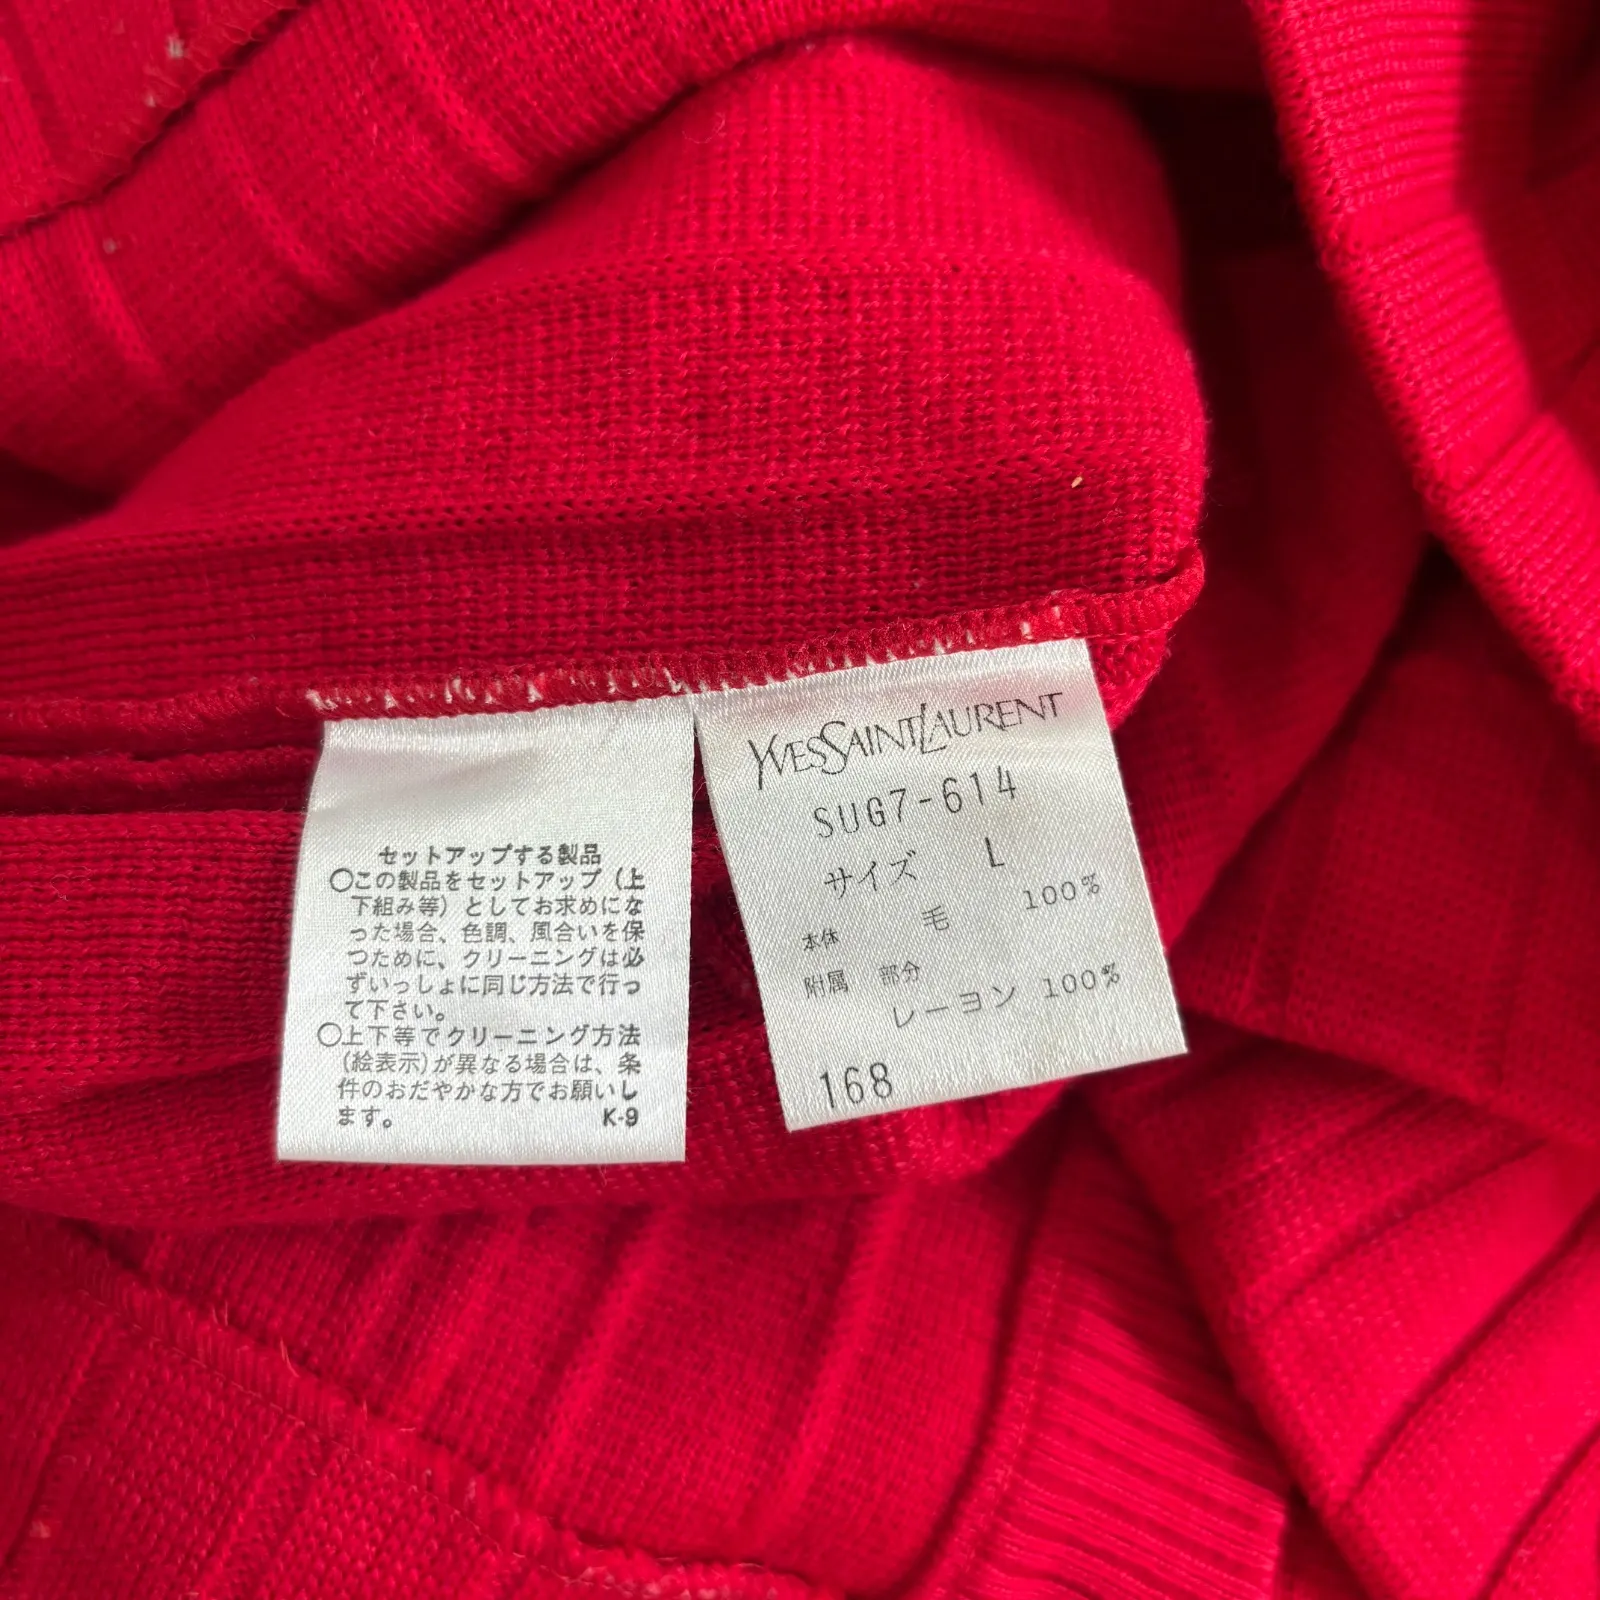 セットアップする製品
○この製品をセットアップ（上
下組み等）としてお求めにな
った場合、色調、風合いを保
つために、クリーニングは必
ずいっしょに同じ方法で行っ
て下さい。
○上下等でクリーニング方法
（絵表示）が異なる場合は、条
件のおだやかな方でお願いし
ます。 K-9
YVESSAINTLAURENT
SUG7-614
サイズ L
本体 毛 100%
附属 部分
レーヨン 100%
168